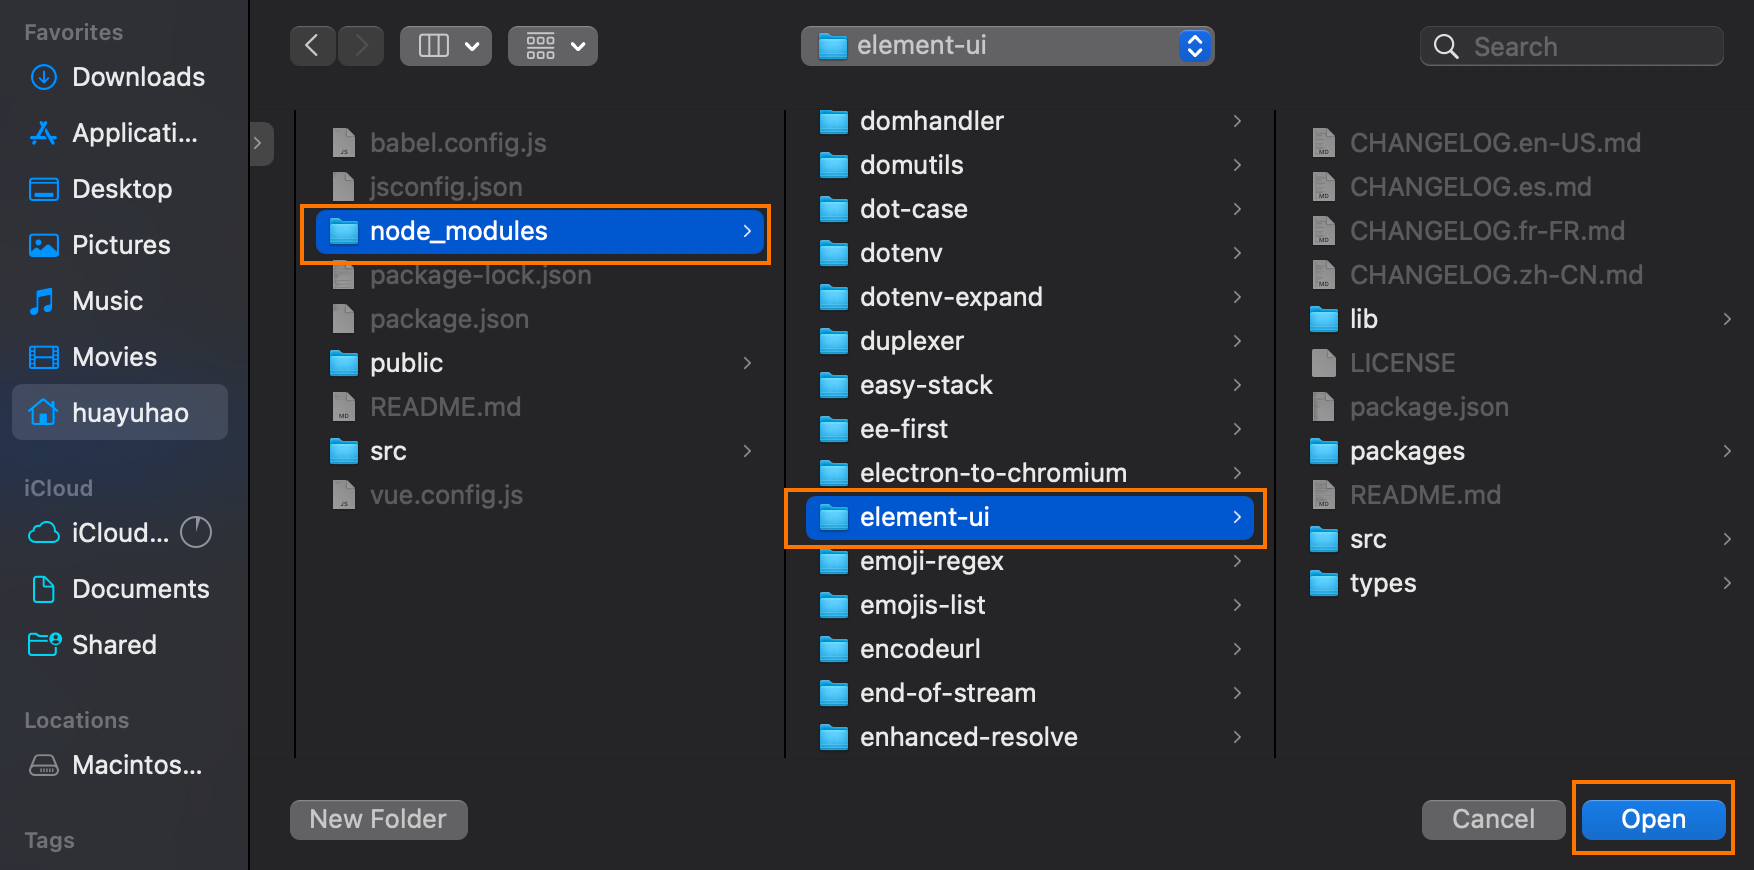 Favorites
Downloads
Applicati...
Desktop
Pictures
Music
Movies
huayuhao
iCloud
iCloud...
Documents
Shared
Locations
Macintos...
Tags
element-ui
Search
babel.config.js
jsconfig.json
node_modules
package-lock.json
package.json
public
README.md
src
vue.config.js
domhandler
domutils
dot-case
dotenv
dotenv-expand
duplexer
easy-stack
ee-first
electron-to-chromium
element-ui
emoji-regex
emojis-list
encodeurl
end-of-stream
enhanced-resolve
CHANGELOG.en-US.md
CHANGELOG.es.md
CHANGELOG.fr-FR.md
CHANGELOG.zh-CN.md
lib
LICENSE
package.json
packages
README.md
src
types
New Folder
Cancel
Open